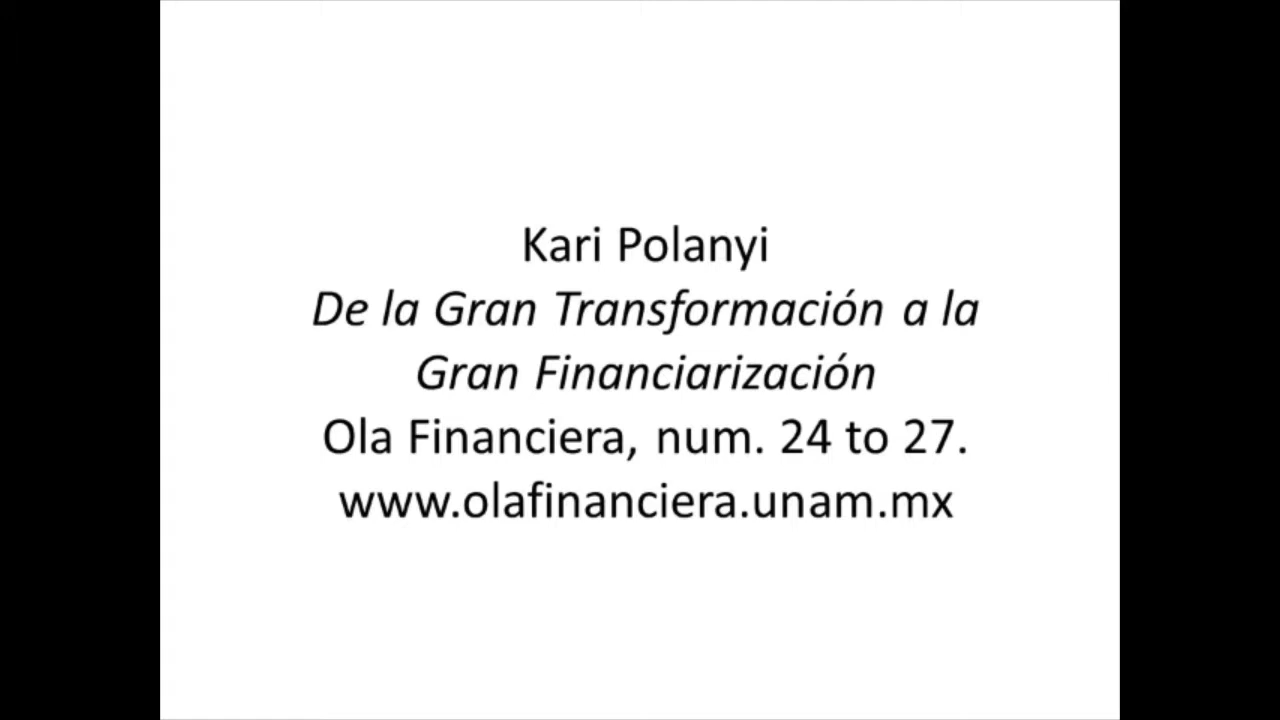 Kari Polanyi
De la Gran Transformación a la
Gran Financiarización
Ola Financiera, num. 24 to 27.
www.olafinanciera.unam.mx